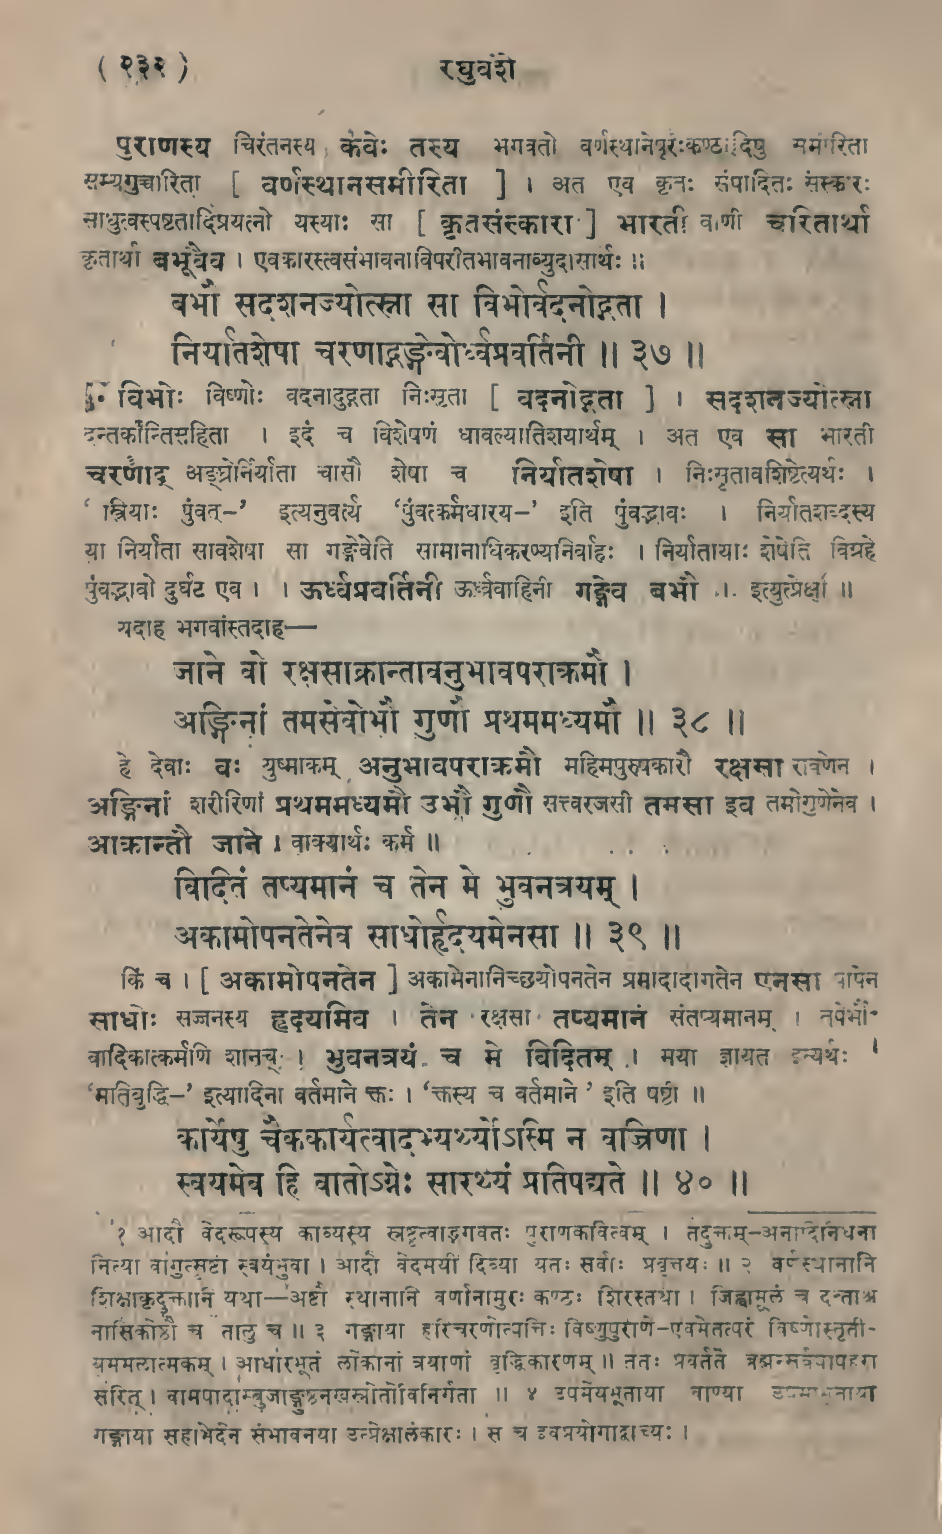 ( २३२ ) रघुवंशे
पुराणस्य चिरंतनस्य कवेः तस्य भगवतो वर्णस्थानेषूरःकण्ठादिषु समीरिता
सम्यगुच्चारिता [ वर्णस्थानसमीरिता ] । अत एव कृतः संपादितः संस्कारः
साधुत्वस्पष्टतादिप्रयत्नो यस्याः सा [ कृतसंस्कारा ] भारती वाणी चरितार्था
कृतार्था बभूवैव । एवकारस्त्वसंभावनाविपरीतभावनाव्युदासार्थः ॥
बभौ सदशनज्योत्स्ना सा विभोर्वदनोद्गता ।
निर्यातशेषा चरणाद्गङ्गेवोर्ध्वप्रवर्तिनी ॥ ३७ ॥
विभोः विष्णोः वदनादुद्गता निःसृता [ वदनोद्गता ] । सदशनज्योत्स्ना
दन्तकान्तिसहिता । इदं च विशेषणं धावल्यातिशयार्थम् । अत एव सा भारती
चरणाद् अङ्घ्रेर्निर्याता चासौ शेषा च निर्यातशेषा । निःसृतावशिष्टेत्यर्थः ।
‘ स्त्रियाः पुंवत्–’ इत्यनुवर्त्य ‘पुंवत्कर्मधारय–’ इति पुंवद्भावः । निर्यातशब्दस्य
या निर्याता सावशेषा सा गङ्गेवेति सामानाधिकरण्यनिर्वाहः । निर्यातायाः शेषेति विग्रहे
पुंवद्भावो दुर्घट एव । । ऊर्ध्वप्रवर्तिनी ऊर्ध्ववाहिनी गङ्गेव बभौ । इत्युत्प्रेक्षा ॥
यदाह भगवांस्तदाह—
जाने वो रक्षसाक्रान्तावनुभावपराक्रमौ ।
अङ्गिनां तमसेवोभौ गुणौ प्रथममध्यमौ ॥ ३८ ॥
हे देवाः वः युष्माकम् अनुभावपराक्रमौ महिमपुरुषकारौ रक्षसा रावणेन ।
अङ्गिनां शरीरिणां प्रथममध्यमौ उभौ गुणौ सत्त्वरजसी तमसा इव तमोगुणेनेव ।
आक्रान्तौ जाने । वाक्यार्थः कर्म ॥
विदितं तप्यमानं च तेन मे भुवनत्रयम् ।
अकामोपनतेनेव साधोर्हृदयमेनसा ॥ ३९ ॥
किं च । [ अकामोपनतेन ] अकामेनानिच्छयोपनतेन प्रमादादागतेन एनसा पापेन
साधोः सज्जनस्य हृदयमिव । तेन रक्षसा तप्यमानं संतप्यमानम् । तपेर्भौ-
वादिकात्कर्मणि शानच् । भुवनत्रयं च मे विदितम् । मया ज्ञायत इत्यर्थः ।
‘मतिबुद्धि–’ इत्यादिना वर्तमाने क्तः । ‘क्तस्य च वर्तमाने ’ इति षष्ठी ॥
कार्येषु चैककार्यत्वादभ्यर्थ्योऽस्मि न वज्रिणा ।
स्वयमेव हि वातोऽग्नेः सारथ्यं प्रतिपद्यते ॥ ४० ॥
१ आदौ वेदरूपस्य काव्यस्य स्रष्टृत्वाद्भगवतः पुराणकवित्वम् । तदुक्तम्–अनादिनिधना
नित्या वागुत्सृष्टा स्वयंभुवा । आदौ वेदमयी दिव्या यतः सर्वाः प्रवृत्तयः ॥ २ वर्णस्थानानि
शिक्षाकृदुक्तानि यथा—अष्टौ स्थानानि वर्णानामुरः कण्ठः शिरस्तथा । जिह्वामूलं च दन्ताश्च
नासिकोष्ठौ च तालु च ॥ ३ गङ्गाया हरिचरणोत्पत्तिः विष्णुपुराणे–एवमेतत्परं विष्णोस्तृती-
यममलात्मकम् । आधारभूतं लोकानां त्रयाणां वृद्धिकारणम् ॥ ततः प्रवर्तते ब्रह्मन्सर्वपापहरा
सरित् । वामपादाम्बुजाङ्गुष्ठनखस्रोतोविनिर्गता ॥ ४ उपमेयभूताया वाण्या उपमानभूताया
गङ्गाया सहाभेदेन संभावनया उत्प्रेक्षालंकारः । स च इवप्रयोगाद्वाच्यः ।